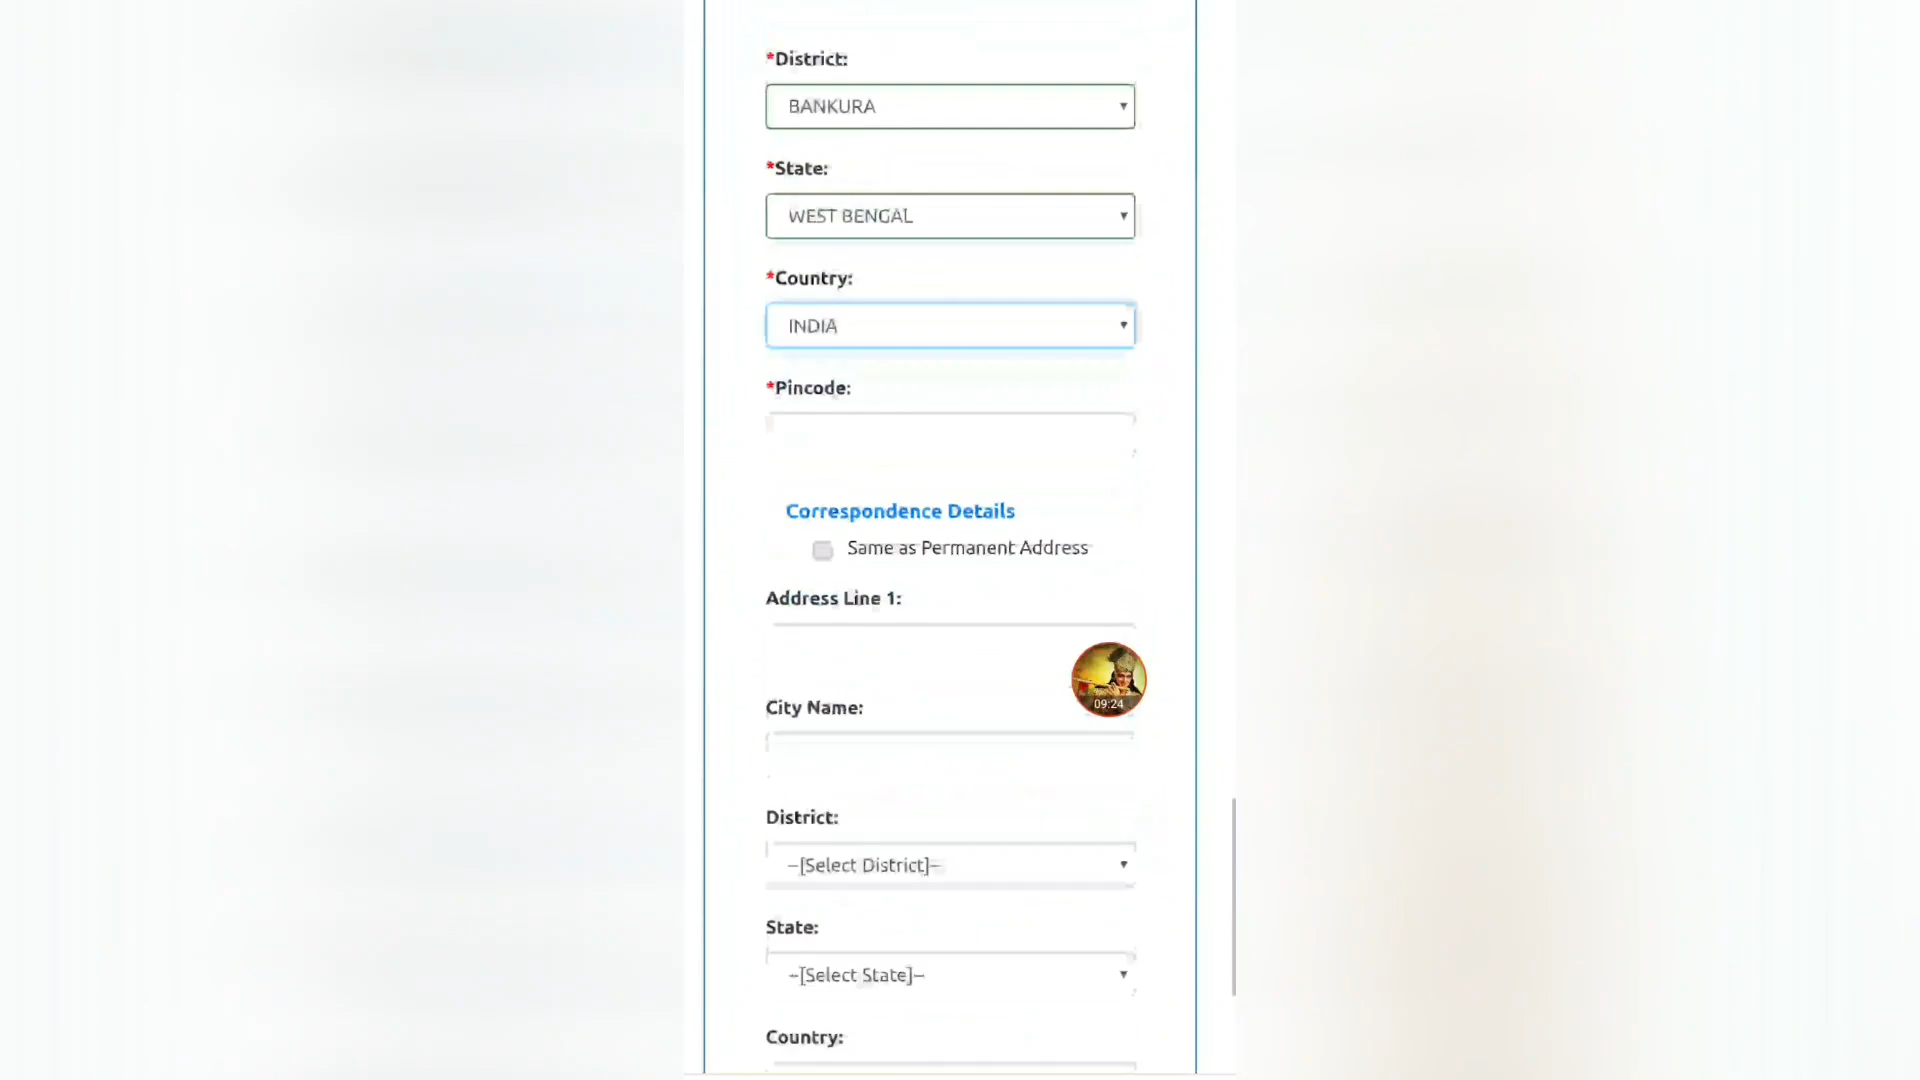 *District:
BANKURA
*State:
WEST BENGAL
*Country:
INDIA
*Pincode:
Correspondence Details
Same as Permanent Address
Address Line 1:
09:24
City Name:
District:
--[Select District]--
State:
--[Select State]--
Country: